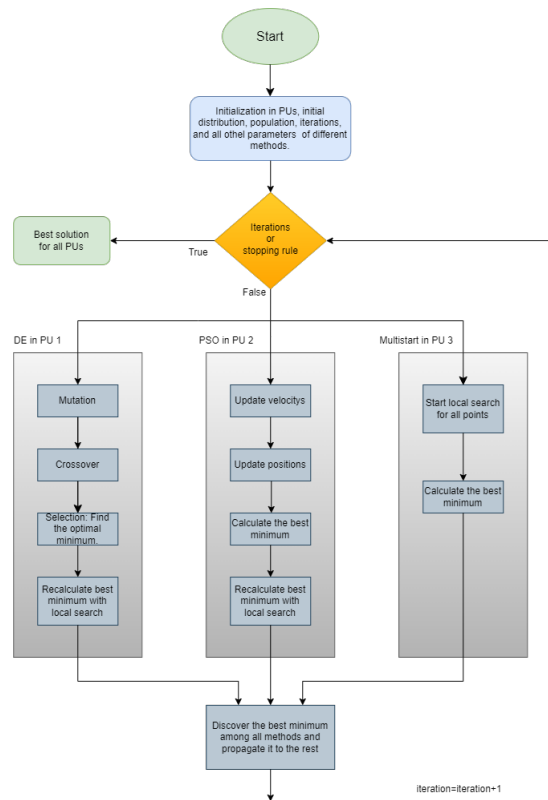 Start
Initialization in PUs, initial
distribution, population, iterations,
and all othel parameters of different
methods.
Iterations
or
stopping rule
Best solution
for all PUs
True
False
DE in PU 1
PSO in PU 2
Multistart in PU 3
Mutation
Update velocitys
Start local search
for all points
Crossover
Update positions
Calculate the best
minimum
Selection: Find
the optimal
minimum.
Calculate the best
minimum
Recalculate best
minimum with
local search
Recalculate best
minimum with
local search
Discover the best minimum
among all methods and
propagate it to the rest
iteration=iteration+1